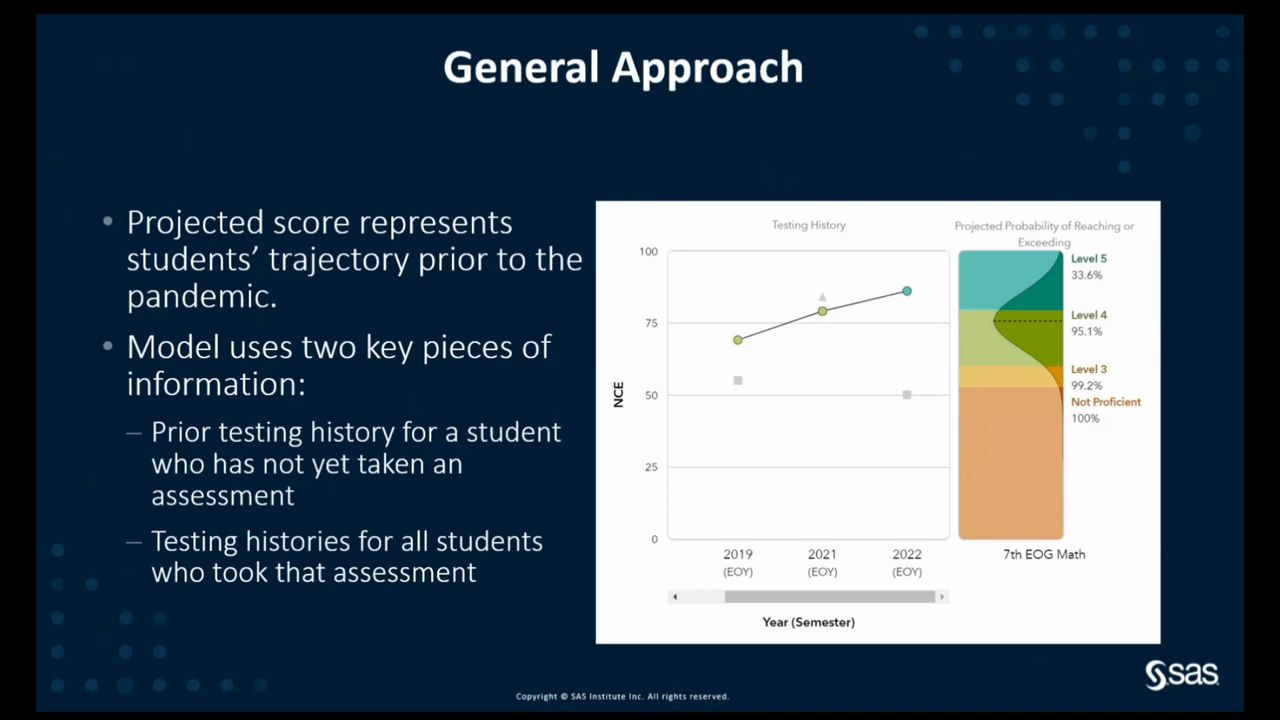 General Approach
• Projected score represents
students’ trajectory prior to the
pandemic.
• Model uses two key pieces of
information:
– Prior testing history for a student
who has not yet taken an
assessment
– Testing histories for all students
who took that assessment
Testing History
Projected Probability of Reaching or
Exceeding
NCE
100
75
50
25
0
2019
(EOY)
2021
(EOY)
2022
(EOY)
Year (Semester)
Level 5
33.6%
Level 4
95.1%
Level 3
99.2%
Not Proficient
100%
7th EOG Math
sas
Copyright © SAS Institute Inc. All rights reserved.